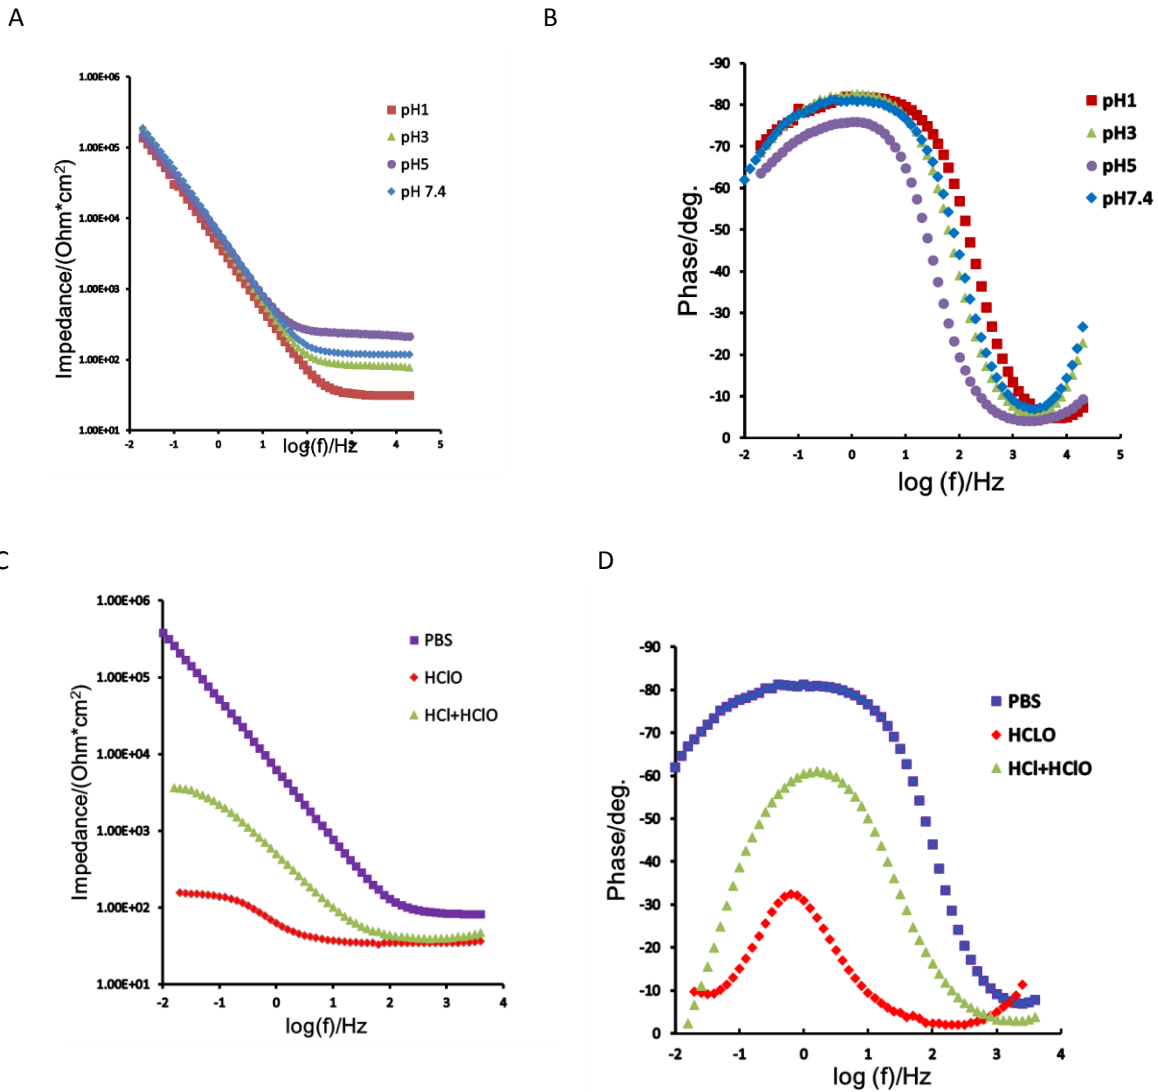 A
B
1.00E+06
1.00E+05
1.00E+04
1.00E+03
1.00E+02
1.00E+01
-2 -1 0 1 2 3 4 5
Impedance/(Ohm*cm2)
log(f)/Hz
pH1
pH3
pH5
pH 7.4
-90
-80
-70
-60
-50
-40
-30
-20
-10
0
-2 -1 0 1 2 3 4 5
Phase/deg.
log (f)/Hz
pH1
pH3
pH5
pH7.4
C
D
1.00E+06
1.00E+05
1.00E+04
1.00E+03
1.00E+02
1.00E+01
-2 -1 0 1 2 3 4
Impedance/(Ohm*cm2)
log(f)/Hz
PBS
HClO
HCl+HClO
-90
-80
-70
-60
-50
-40
-30
-20
-10
0
-2 -1 0 1 2 3 4
Phase/deg.
log (f)/Hz
PBS
HCLO
HCl+HClO